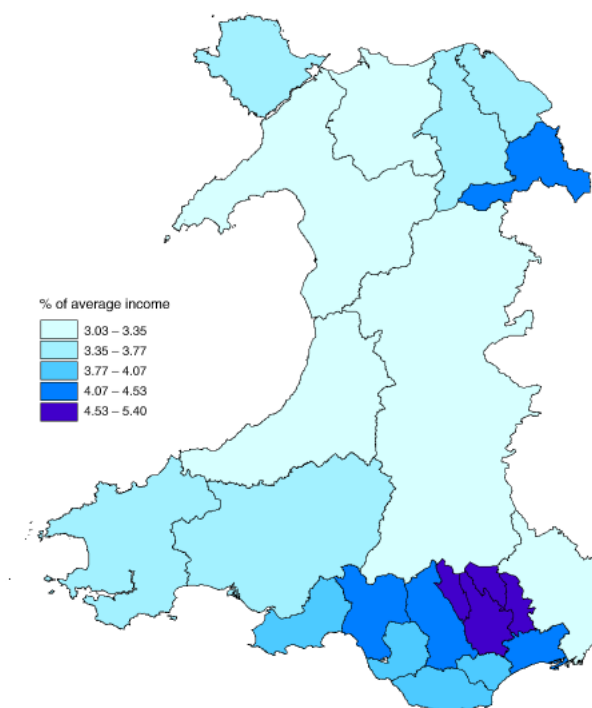 % of average income
3.03 – 3.35
3.35 – 3.77
3.77 – 4.07
4.07 – 4.53
4.53 – 5.40